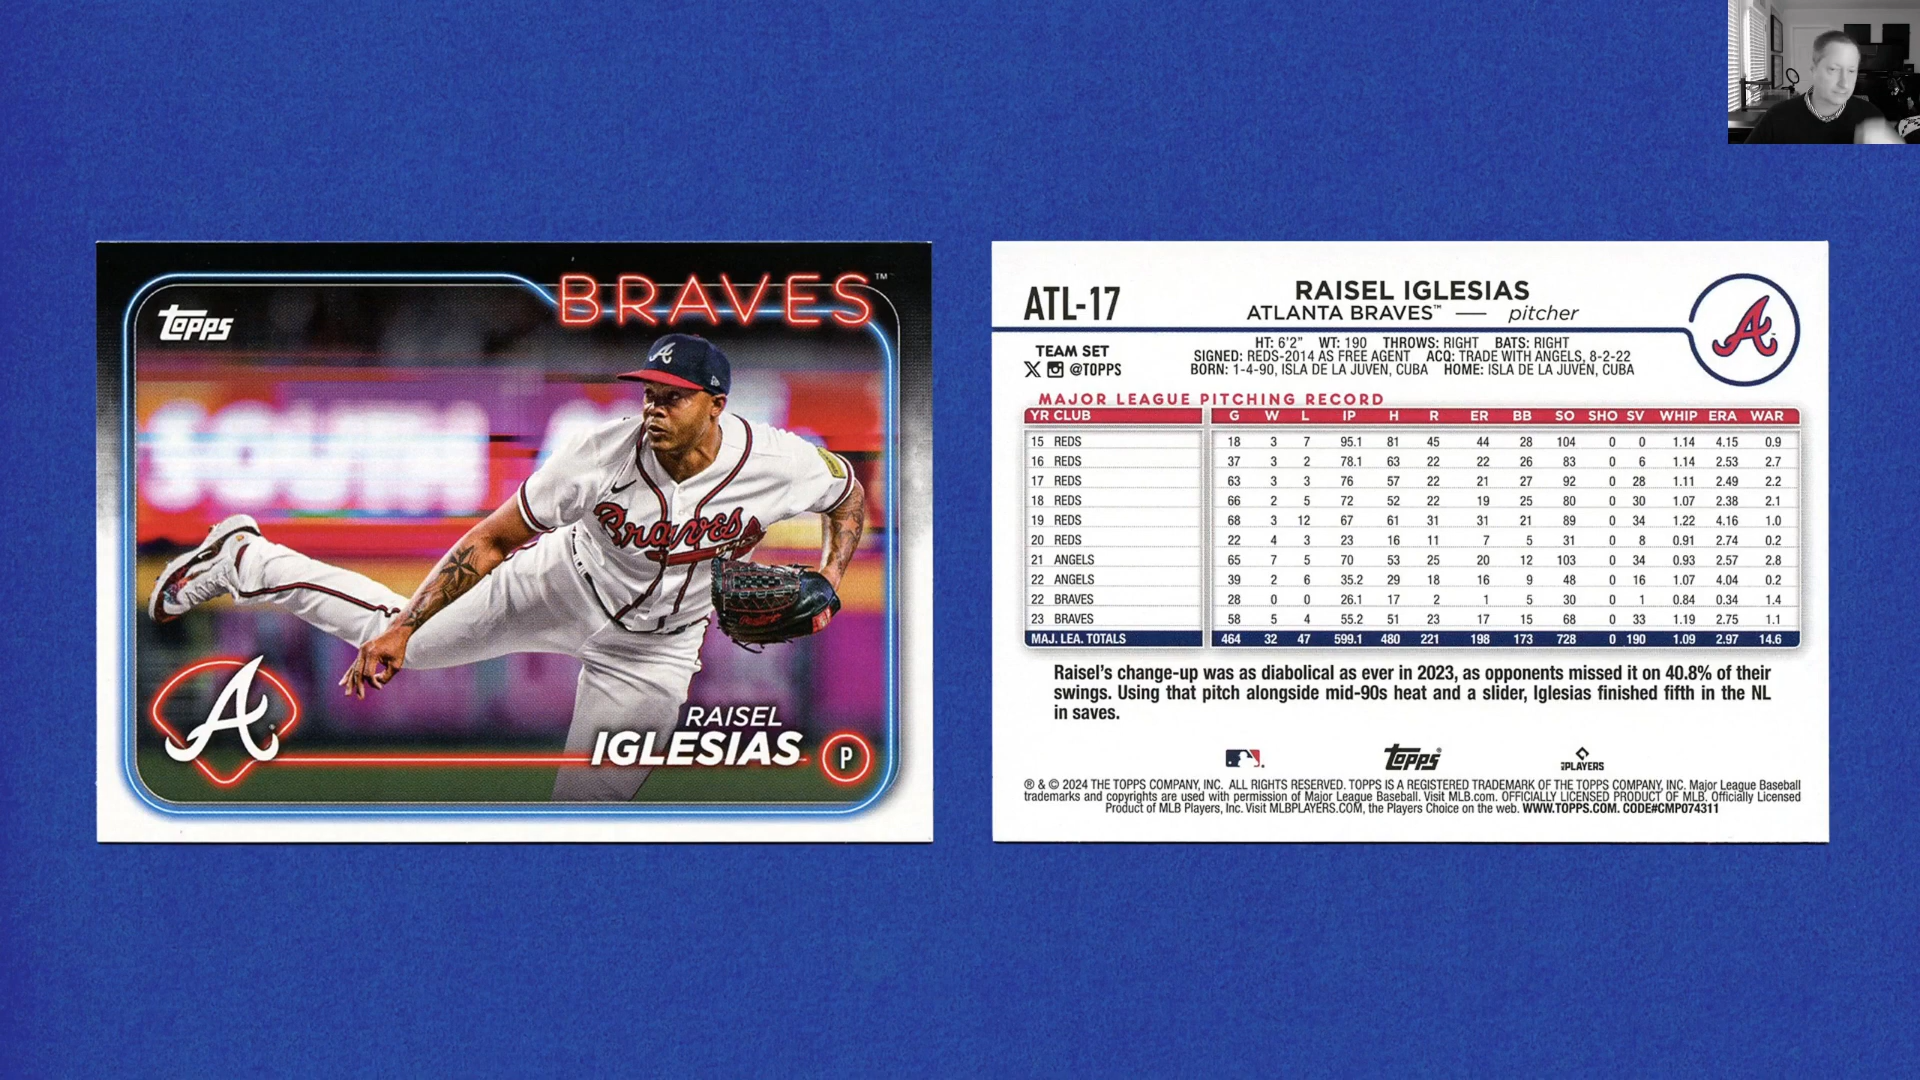 BRAVES™
Topps
SOUTH
A
Braves
A
RAISEL
IGLESIAS
P
ATL-17
RAISEL IGLESIAS
ATLANTA BRAVES™ — pitcher
A
TEAM SET
X @TOPPS
HT: 6'2" WT: 190 THROWS: RIGHT BATS: RIGHT
SIGNED: REDS-2014 AS FREE AGENT ACQ: TRADE WITH ANGELS, 8-2-22
BORN: 1-4-90, ISLA DE LA JUVEN, CUBA HOME: ISLA DE LA JUVEN, CUBA
MAJOR LEAGUE PITCHING RECORD
YR CLUB G W L IP H R ER BB SO SHO SV WHIP ERA WAR
15 REDS 18 3 7 95.1 81 45 44 28 104 0 0 1.14 4.15 0.9
16 REDS 37 3 2 78.1 63 22 22 26 83 0 6 1.14 2.53 2.7
17 REDS 63 3 3 76 57 22 21 27 92 0 28 1.11 2.49 2.2
18 REDS 66 2 5 72 52 22 19 25 80 0 30 1.07 2.38 2.1
19 REDS 68 3 12 67 61 31 31 21 89 0 34 1.22 4.16 1.0
20 REDS 22 4 3 23 16 11 7 5 31 0 8 0.91 2.74 0.2
21 ANGELS 65 7 5 70 53 25 20 12 103 0 34 0.93 2.57 2.8
22 ANGELS 39 2 6 35.2 29 18 16 9 48 0 16 1.07 4.04 0.2
22 BRAVES 28 0 0 26.1 17 2 1 5 30 0 1 0.84 0.34 1.4
23 BRAVES 58 5 4 55.2 51 23 17 15 68 0 33 1.19 2.75 1.1
MAJ. LEA. TOTALS 464 32 47 599.1 480 221 198 173 728 0 190 1.09 2.97 14.6
Raisel's change-up was as diabolical as ever in 2023, as opponents missed it on 40.8% of their
swings. Using that pitch alongside mid-90s heat and a slider, Iglesias finished fifth in the NL
in saves.
Topps®
PLAYERS
® & © 2024 THE TOPPS COMPANY, INC. ALL RIGHTS RESERVED. TOPPS IS A REGISTERED TRADEMARK OF THE TOPPS COMPANY, INC. Major League Baseball
trademarks and copyrights are used with permission of Major League Baseball. Visit MLB.com. OFFICIALLY LICENSED PRODUCT OF MLB. Officially Licensed
Product of MLB Players, Inc. Visit MLBPLAYERS.COM, the Players Choice on the web. WWW.TOPPS.COM. CODE#CMP074311